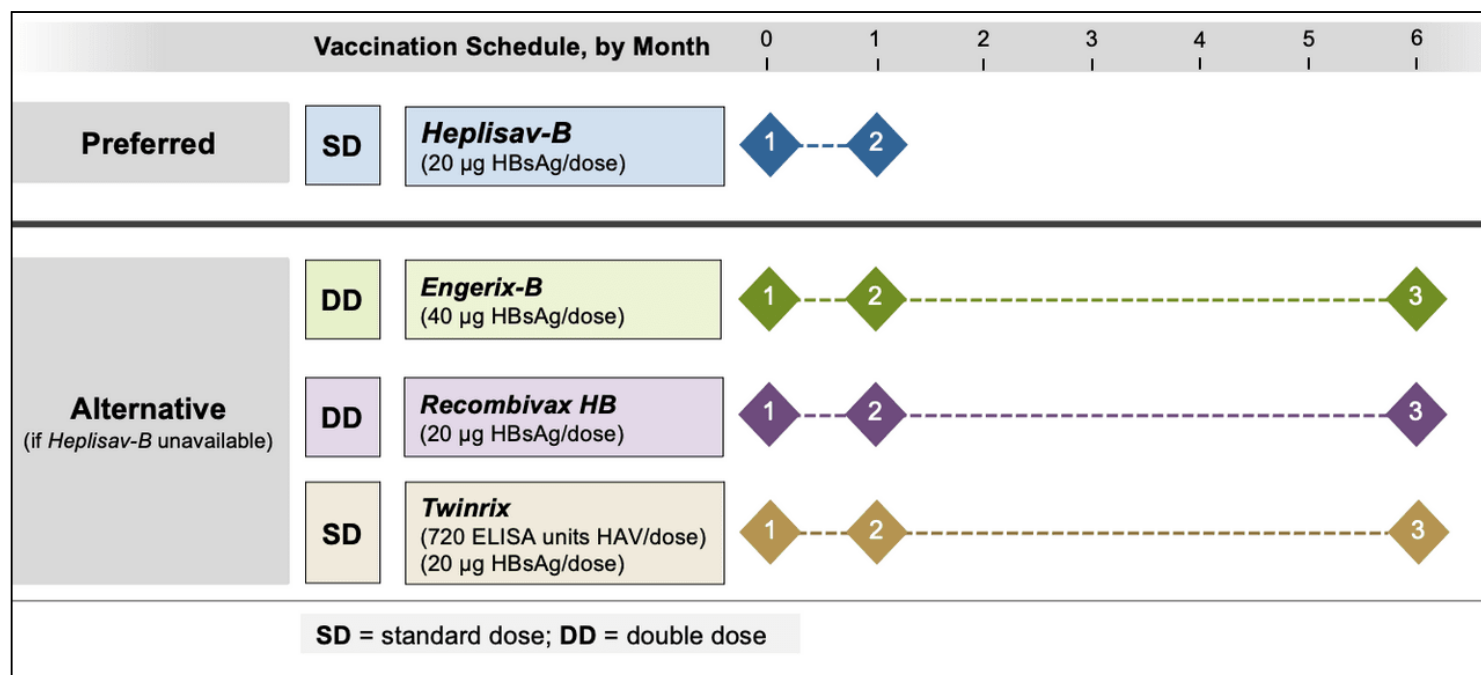 Vaccination Schedule, by Month 0 1 2 3 4 5 6
Preferred
SD
Heplisav-B
(20 µg HBsAg/dose)
1 2
Alternative
(if Heplisav-B unavailable)
DD
Engerix-B
(40 µg HBsAg/dose)
1 2 3
DD
Recombivax HB
(20 µg HBsAg/dose)
1 2 3
SD
Twinrix
(720 ELISA units HAV/dose)
(20 µg HBsAg/dose)
1 2 3
SD = standard dose; DD = double dose